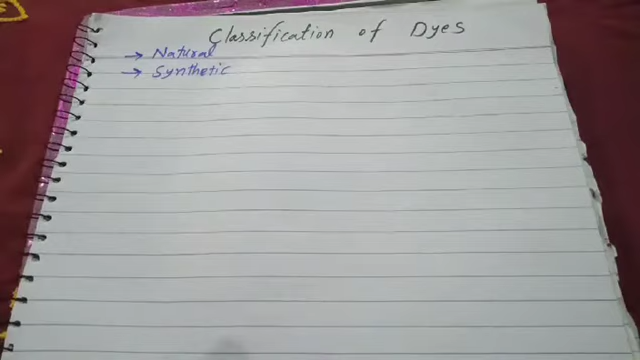 Classification of Dyes
→ Natural
→ Synthetic